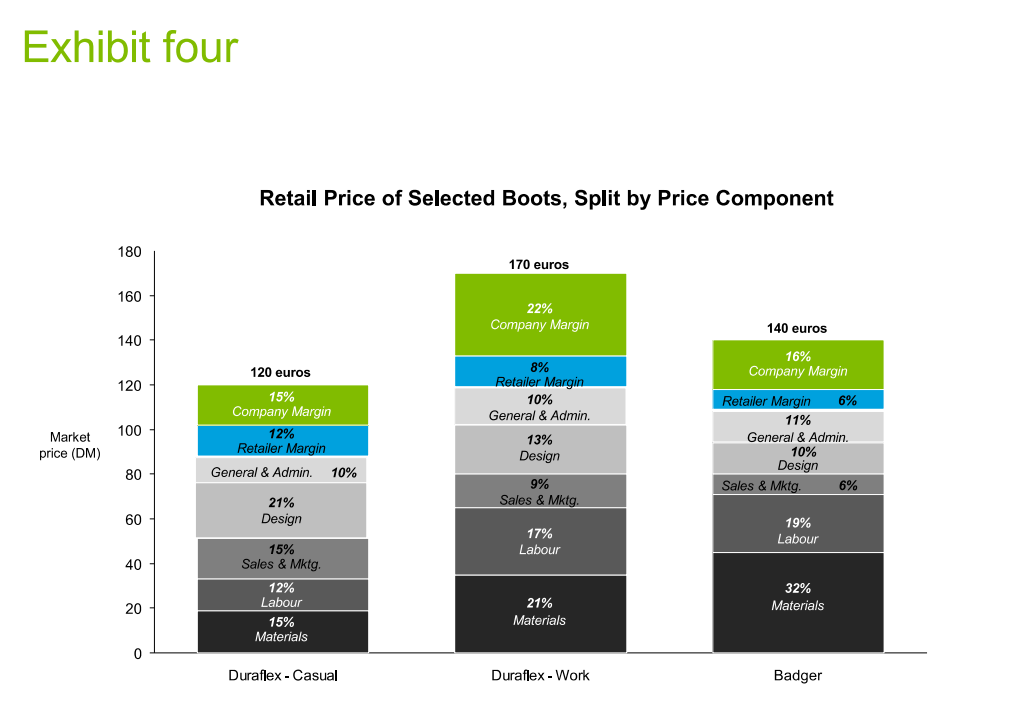 Exhibit four
Retail Price of Selected Boots, Split by Price Component
Market
price (DM)
180
160
140
120
100
80
60
40
20
0
120 euros
15%
Company Margin
12%
Retailer Margin
General & Admin. 10%
21%
Design
15%
Sales & Mktg.
12%
Labour
15%
Materials
Duraflex - Casual
170 euros
22%
Company Margin
8%
Retailer Margin
10%
General & Admin.
13%
Design
9%
Sales & Mktg.
17%
Labour
21%
Materials
Duraflex - Work
140 euros
16%
Company Margin
Retailer Margin 6%
11%
General & Admin.
10%
Design
Sales & Mktg. 6%
19%
Labour
32%
Materials
Badger